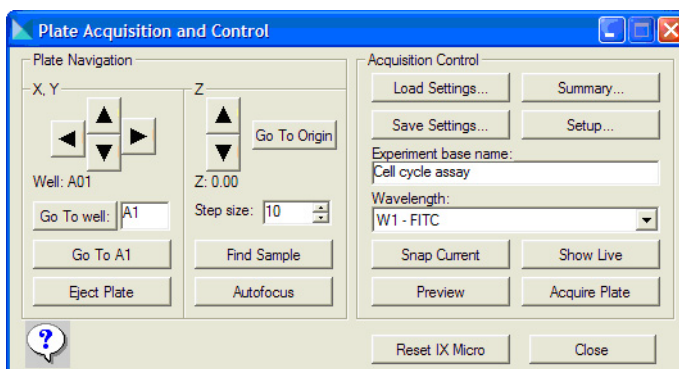 Plate Acquisition and Control
Plate Navigation
X, Y
Z
Go To Origin
Well: A01
Z: 0.00
Go To well: A1
Step size: 10
Go To A1
Find Sample
Eject Plate
Autofocus
Acquisition Control
Load Settings...
Summary...
Save Settings...
Setup...
Experiment base name:
Cell cycle assay
Wavelength:
W1 - FITC
Snap Current
Show Live
Preview
Acquire Plate
?
Reset IX Micro
Close